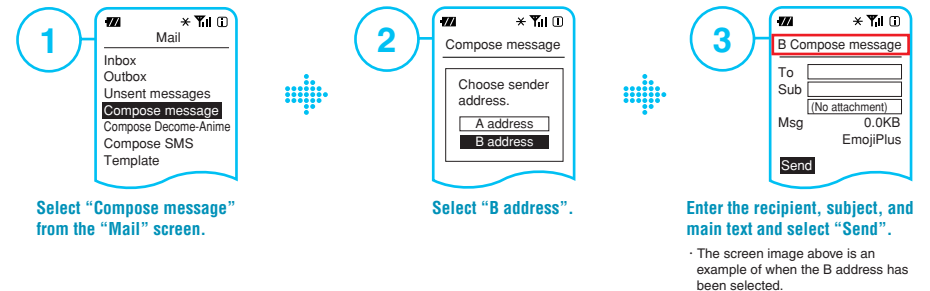 1
Mail
Inbox
Outbox
Unsent messages
Compose message
Compose Decome-Anime
Compose SMS
Template
Select “Compose message”
from the “Mail” screen.
2
Compose message
Choose sender
address.
A address
B address
Select “B address”.
3
B Compose message
To
Sub
(No attachment)
Msg 0.0KB
EmojiPlus
Send
Enter the recipient, subject, and
main text and select “Send”.
· The screen image above is an
example of when the B address has
been selected.